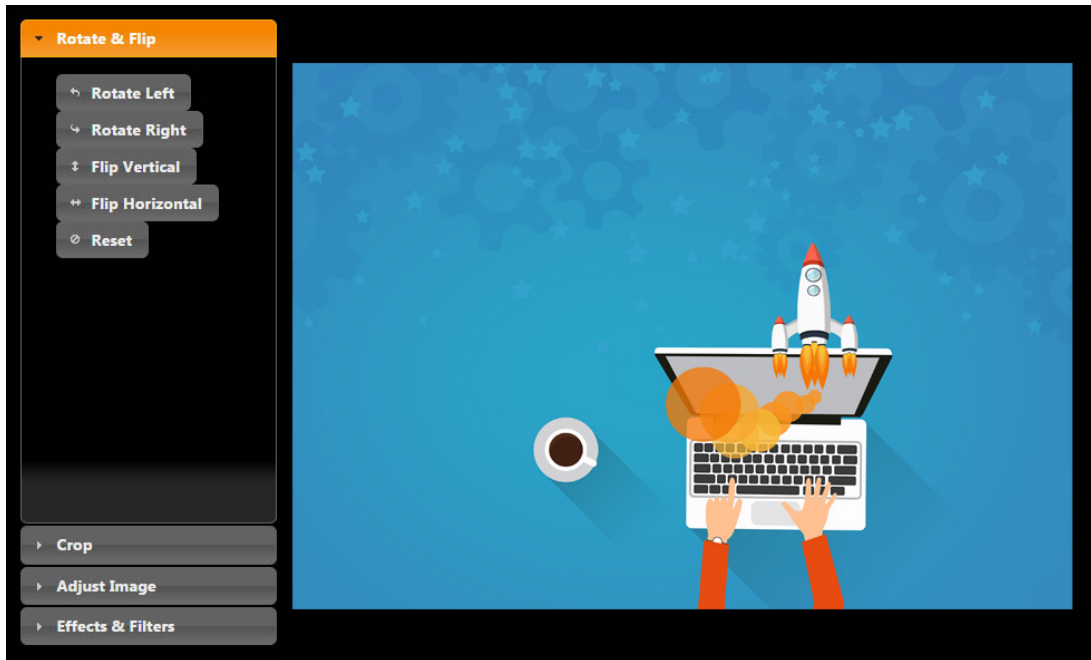 Rotate & Flip
Rotate Left
Rotate Right
Flip Vertical
Flip Horizontal
Reset
Crop
Adjust Image
Effects & Filters